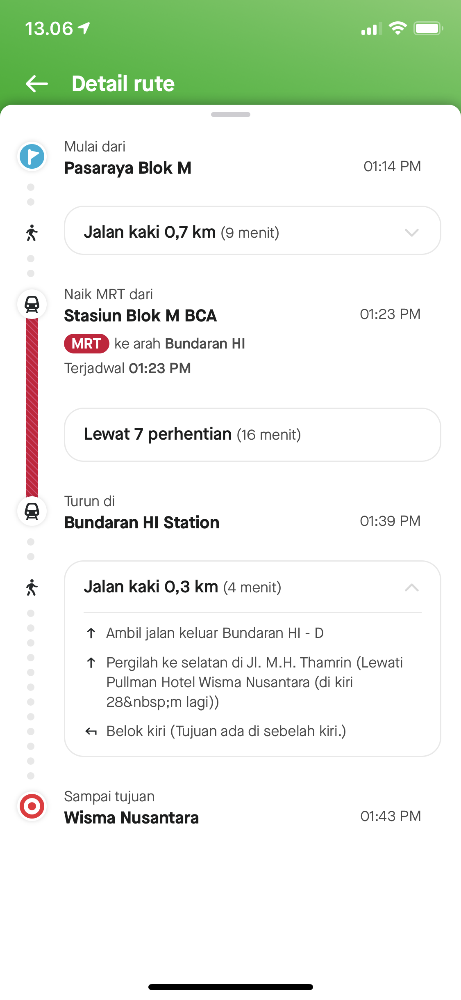 13.06
Detail rute
Mulai dari
Pasaraya Blok M
01:14 PM
Jalan kaki 0,7 km (9 menit)
Naik MRT dari
Stasiun Blok M BCA
01:23 PM
MRT ke arah Bundaran HI
Terjadwal 01:23 PM
Lewat 7 perhentian (16 menit)
Turun di
Bundaran HI Station
01:39 PM
Jalan kaki 0,3 km (4 menit)
Ambil jalan keluar Bundaran HI - D
Pergilah ke selatan di Jl. M.H. Thamrin (Lewati
Pullman Hotel Wisma Nusantara (di kiri
28&nbsp;m lagi))
Belok kiri (Tujuan ada di sebelah kiri.)
Sampai tujuan
Wisma Nusantara
01:43 PM